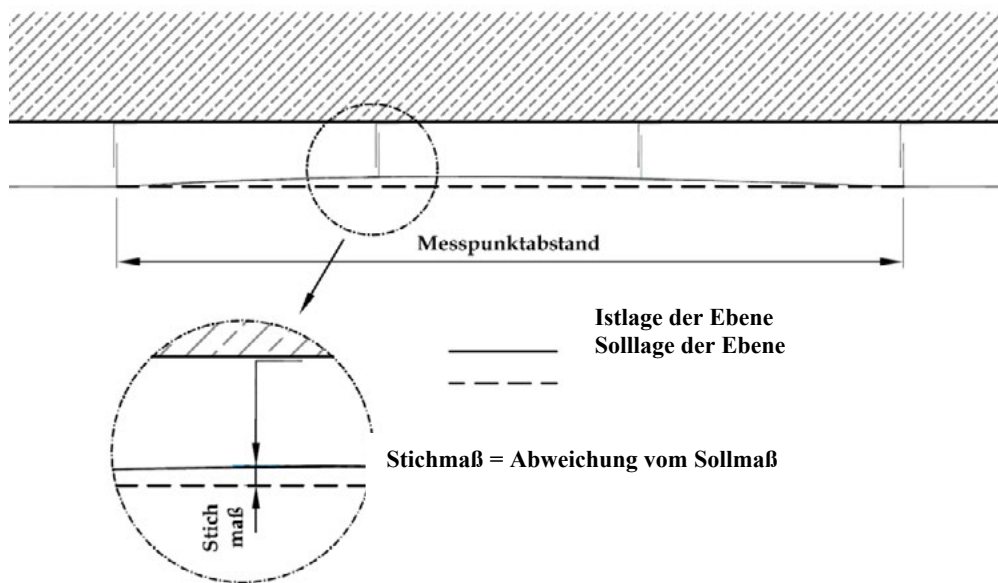 Messpunktabstand
Istlage der Ebene
Solllage der Ebene
Stichmaß = Abweichung vom Sollmaß
Stich
maß